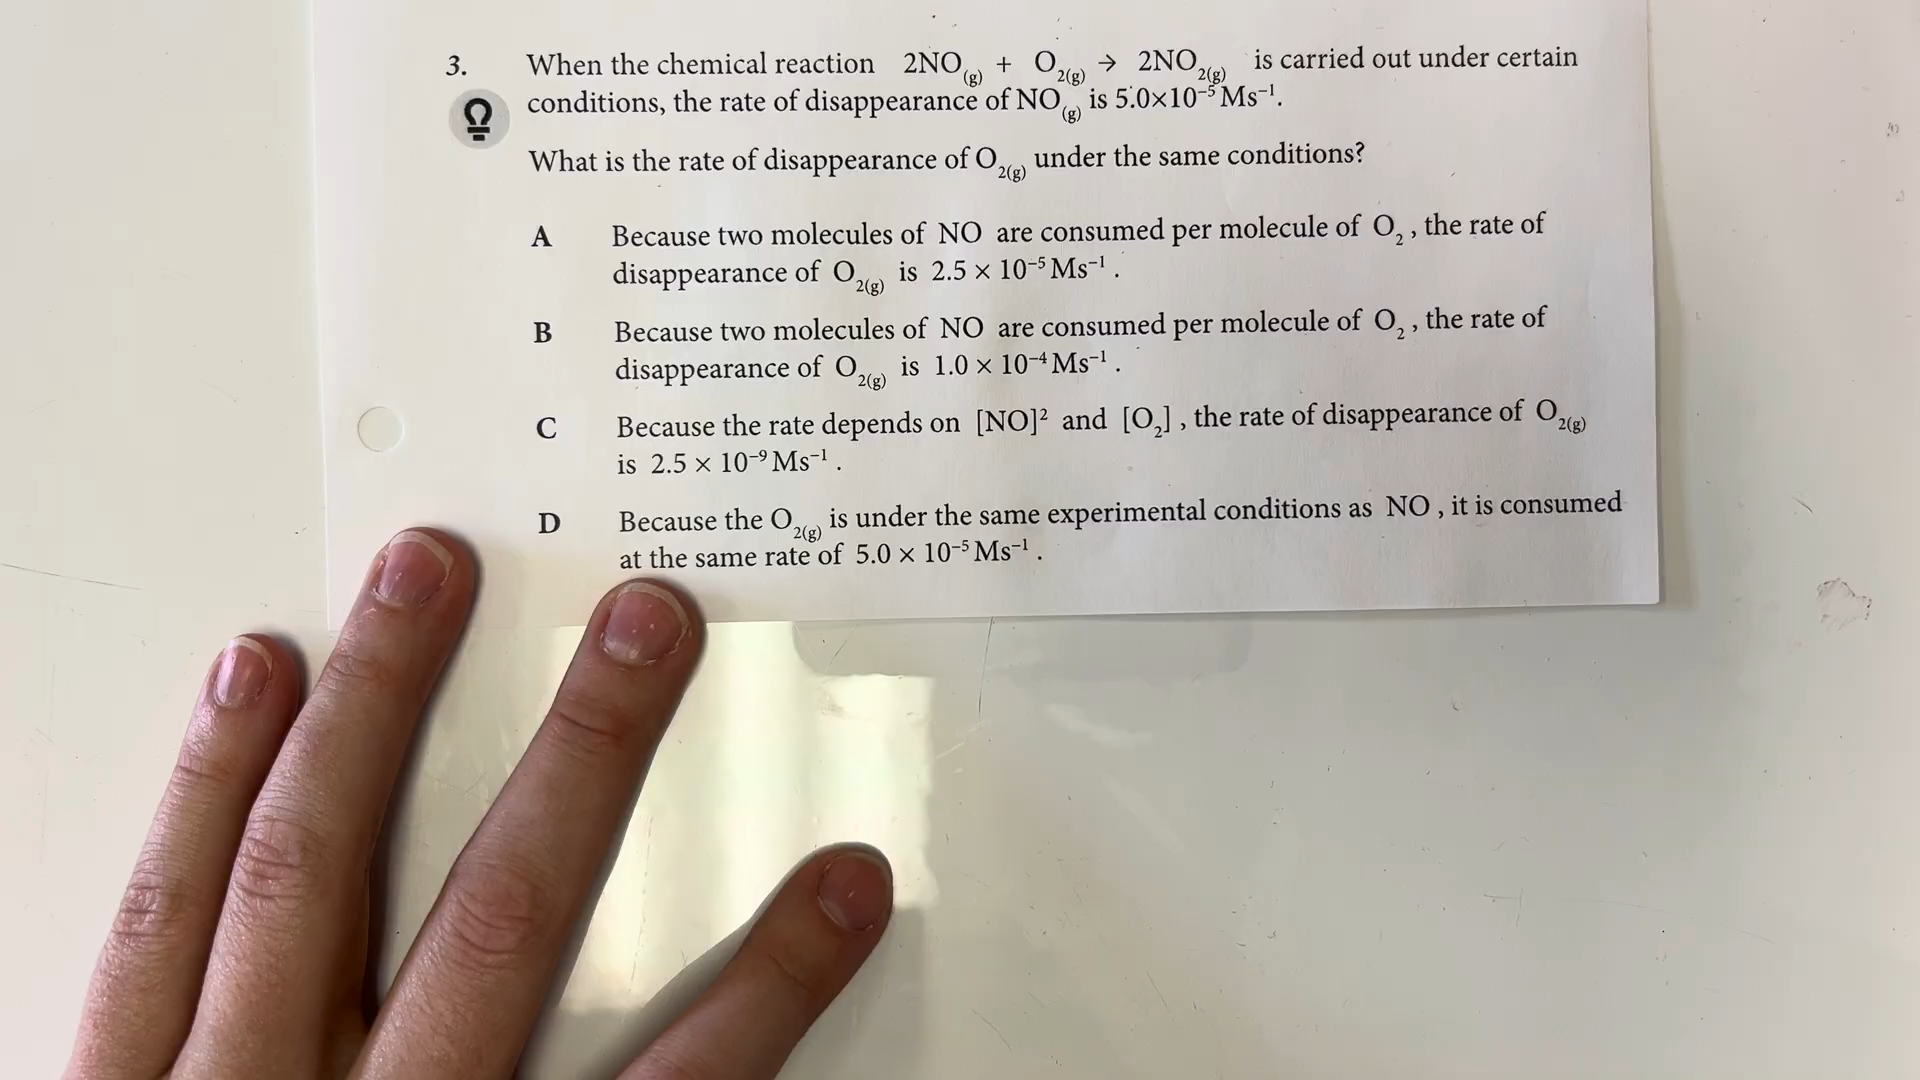 3. When the chemical reaction 2NO(g) + O2(g) → 2NO2(g) is carried out under certain
conditions, the rate of disappearance of NO(g) is 5.0×10⁻⁵ Ms⁻¹.
What is the rate of disappearance of O2(g) under the same conditions?
A Because two molecules of NO are consumed per molecule of O₂ , the rate of
disappearance of O2(g) is 2.5 × 10⁻⁵ Ms⁻¹ .
B Because two molecules of NO are consumed per molecule of O₂ , the rate of
disappearance of O2(g) is 1.0 × 10⁻⁴ Ms⁻¹ .
C Because the rate depends on [NO]² and [O₂] , the rate of disappearance of O2(g)
is 2.5 × 10⁻⁹ Ms⁻¹ .
D Because the O2(g) is under the same experimental conditions as NO , it is consumed
at the same rate of 5.0 × 10⁻⁵ Ms⁻¹ .